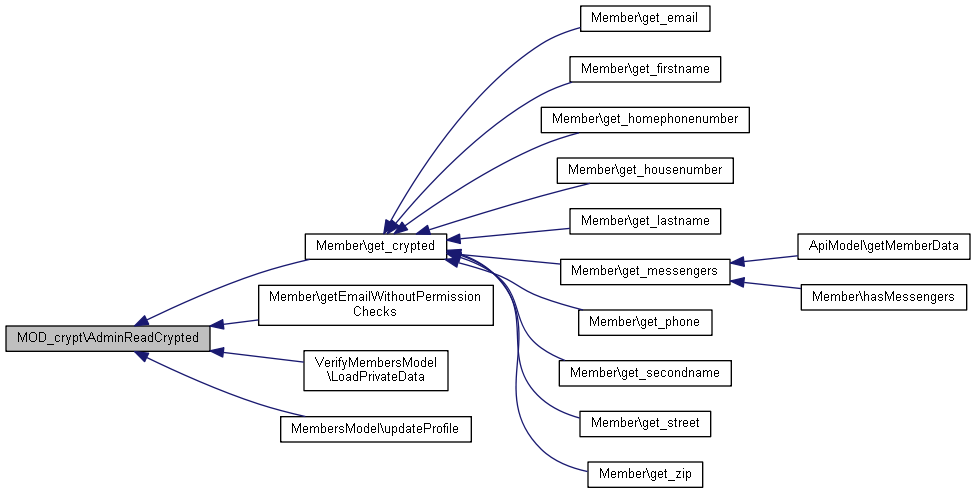 Member\get_email
Member\get_firstname
Member\get_homephonenumber
Member\get_housenumber
Member\get_lastname
Member\get_crypted
ApiModel\getMemberData
Member\get_messengers
Member\getEmailWithoutPermission
Checks
Member\hasMessengers
Member\get_phone
MOD_crypt\AdminReadCrypted
VerifyMembersModel
\LoadPrivateData
Member\get_secondname
MembersModel\updateProfile
Member\get_street
Member\get_zip